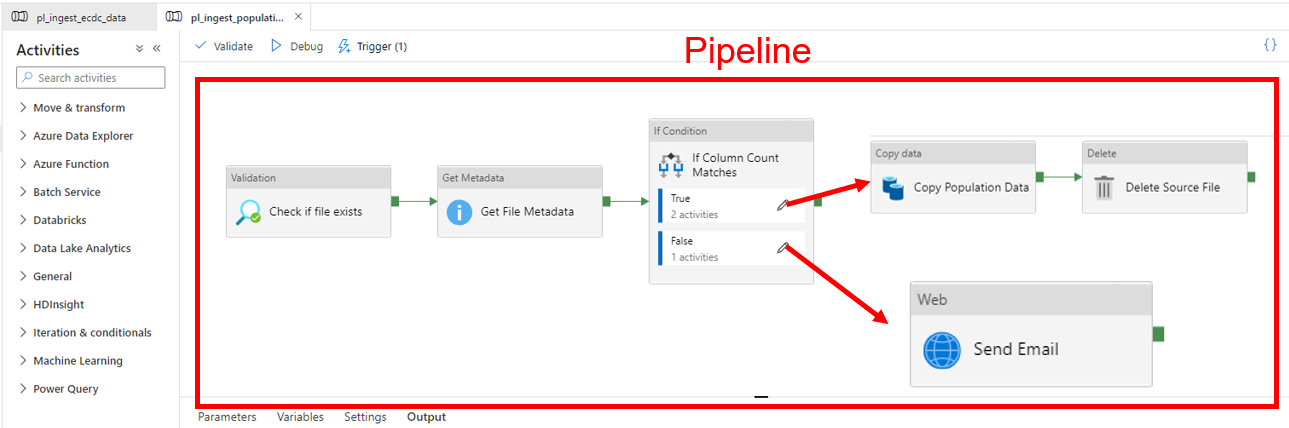 pl_ingest_ecdc_data
pl_ingest_populati...
Activities
Validate
Debug
Trigger (1)
Pipeline
{}
Search activities
Move & transform
Azure Data Explorer
Azure Function
Batch Service
Databricks
Data Lake Analytics
General
HDInsight
Iteration & conditionals
Machine Learning
Power Query
Validation
Check if file exists
Get Metadata
Get File Metadata
If Condition
If Column Count
Matches
True
2 activities
False
1 activities
Copy data
Copy Population Data
Delete
Delete Source File
Web
Send Email
Parameters
Variables
Settings
Output